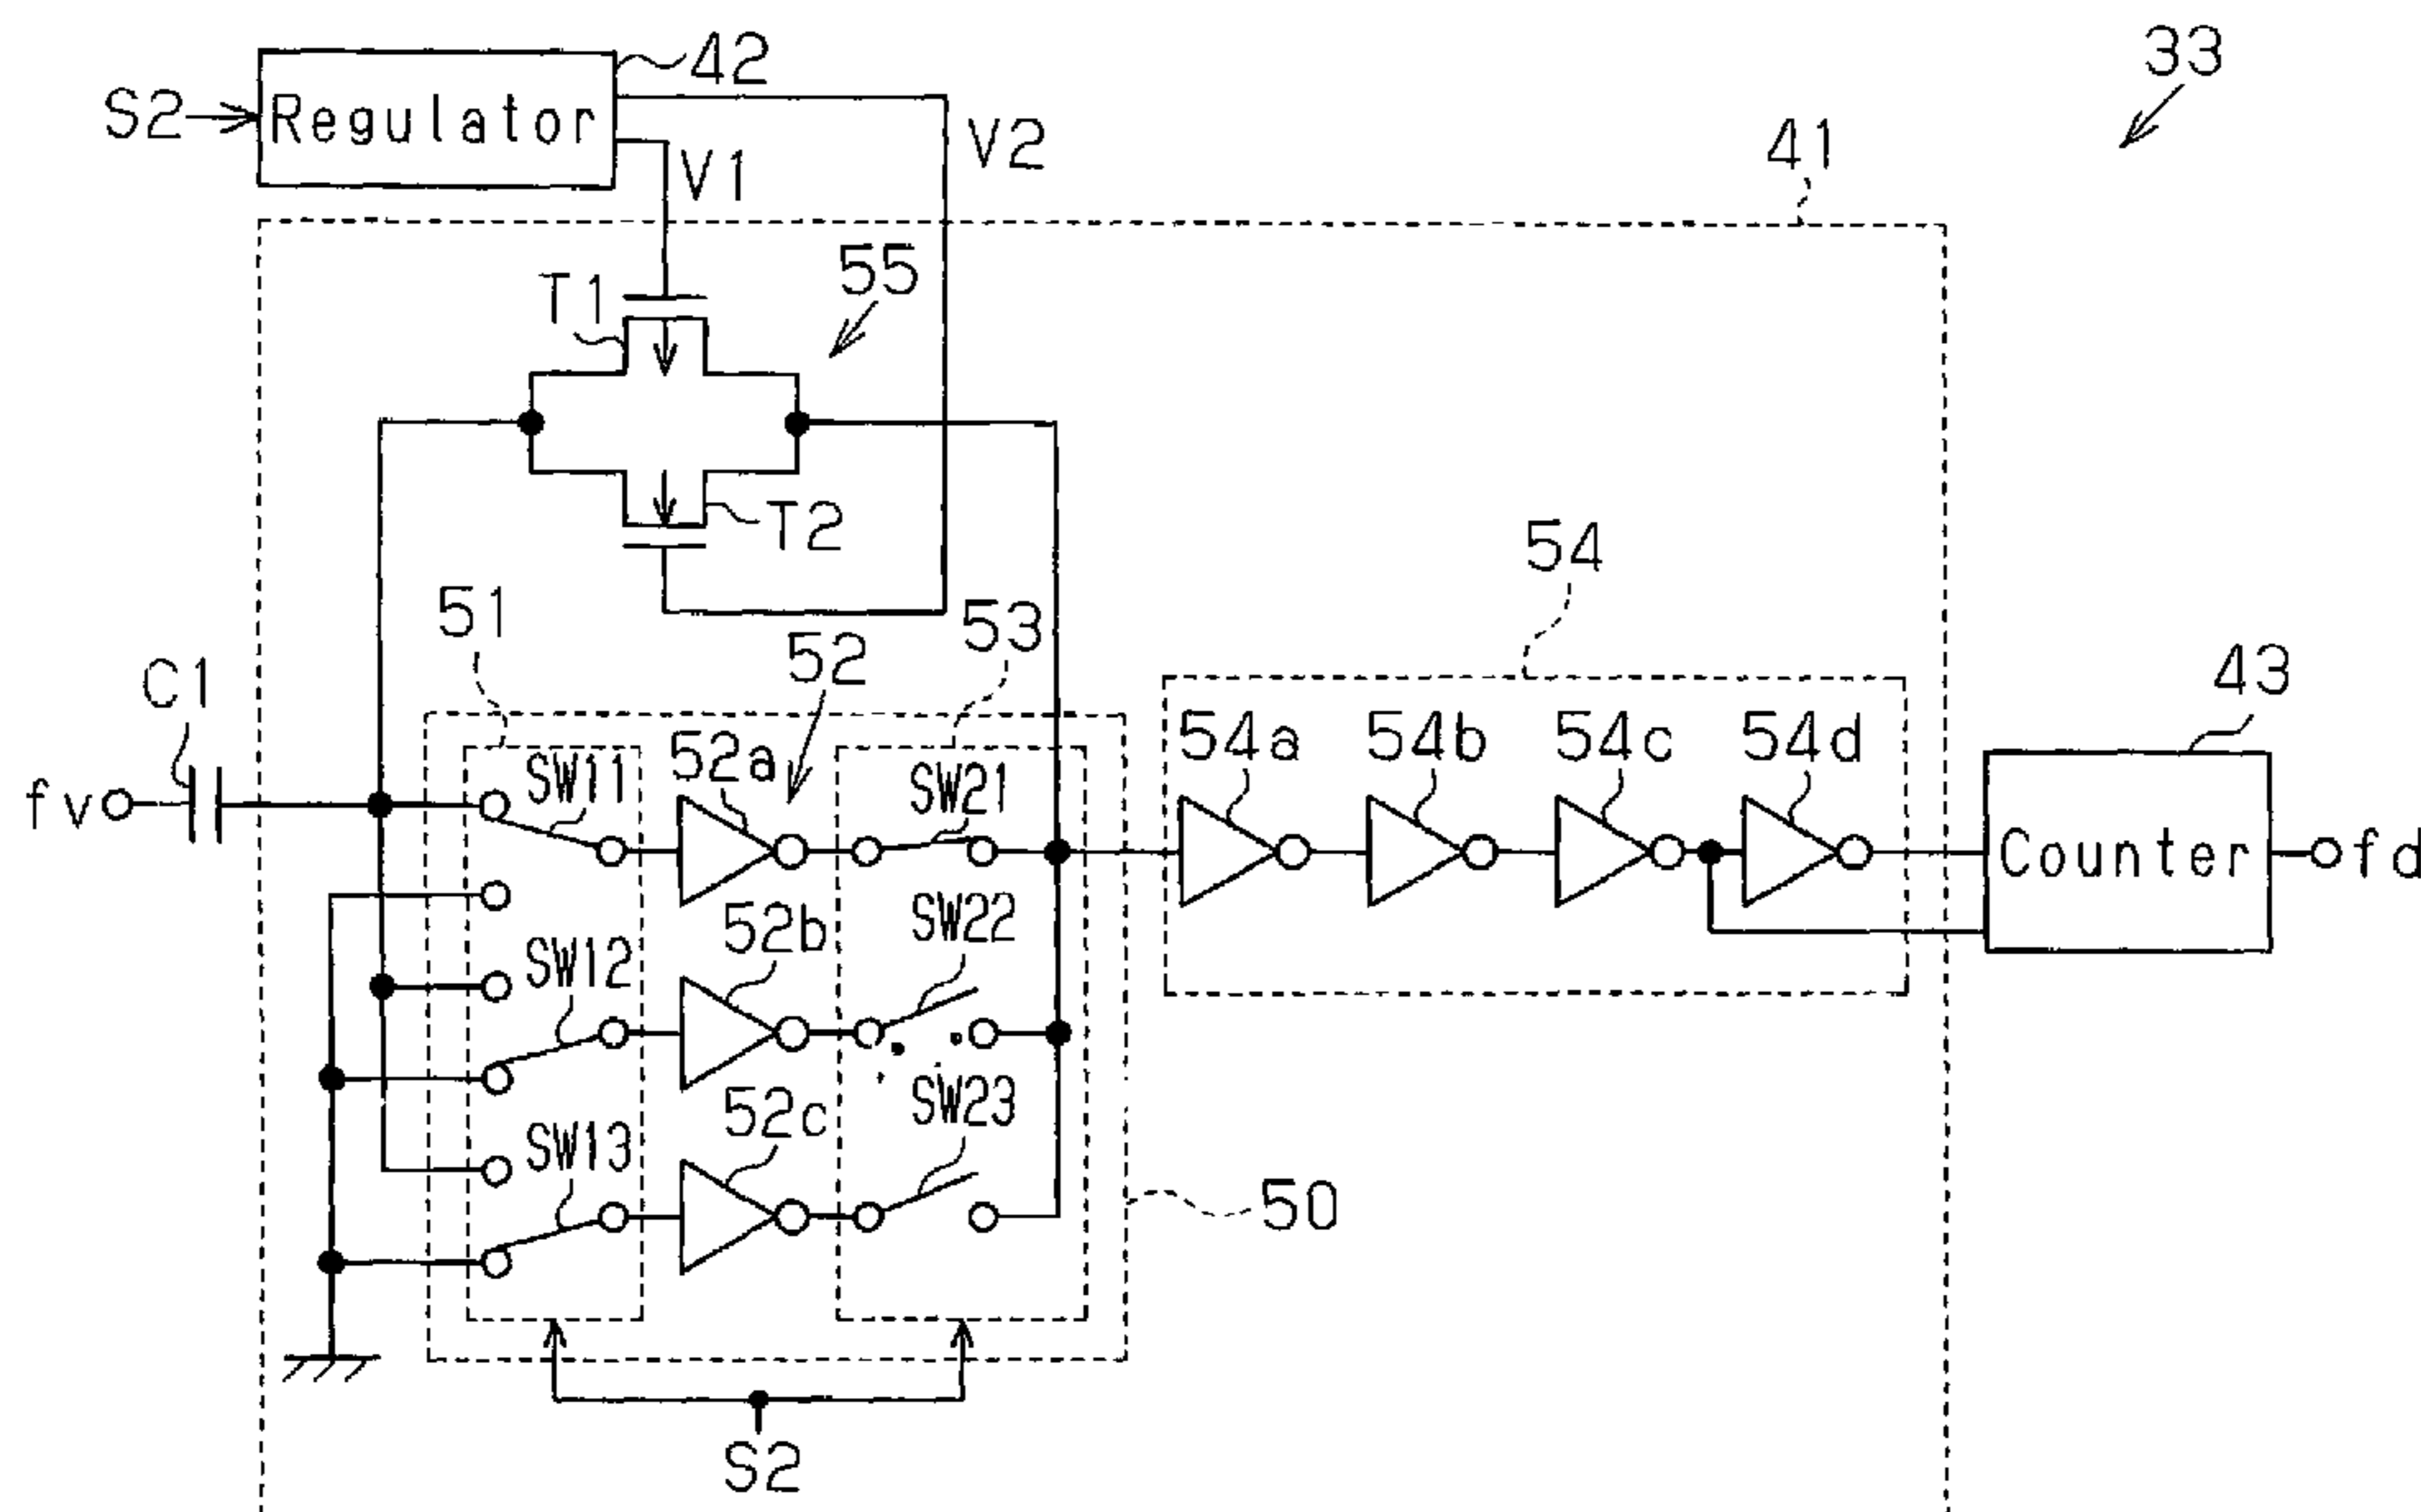 33
42
S2
Regulator
V1
V2
41
T1
55
T2
54
51
53
52
43
C1
54a
54b
54c
54d
52a
SW11
SW21
fv
Counter
fd
52b
SW22
SW12
52c
SW23
SW13
50
S2